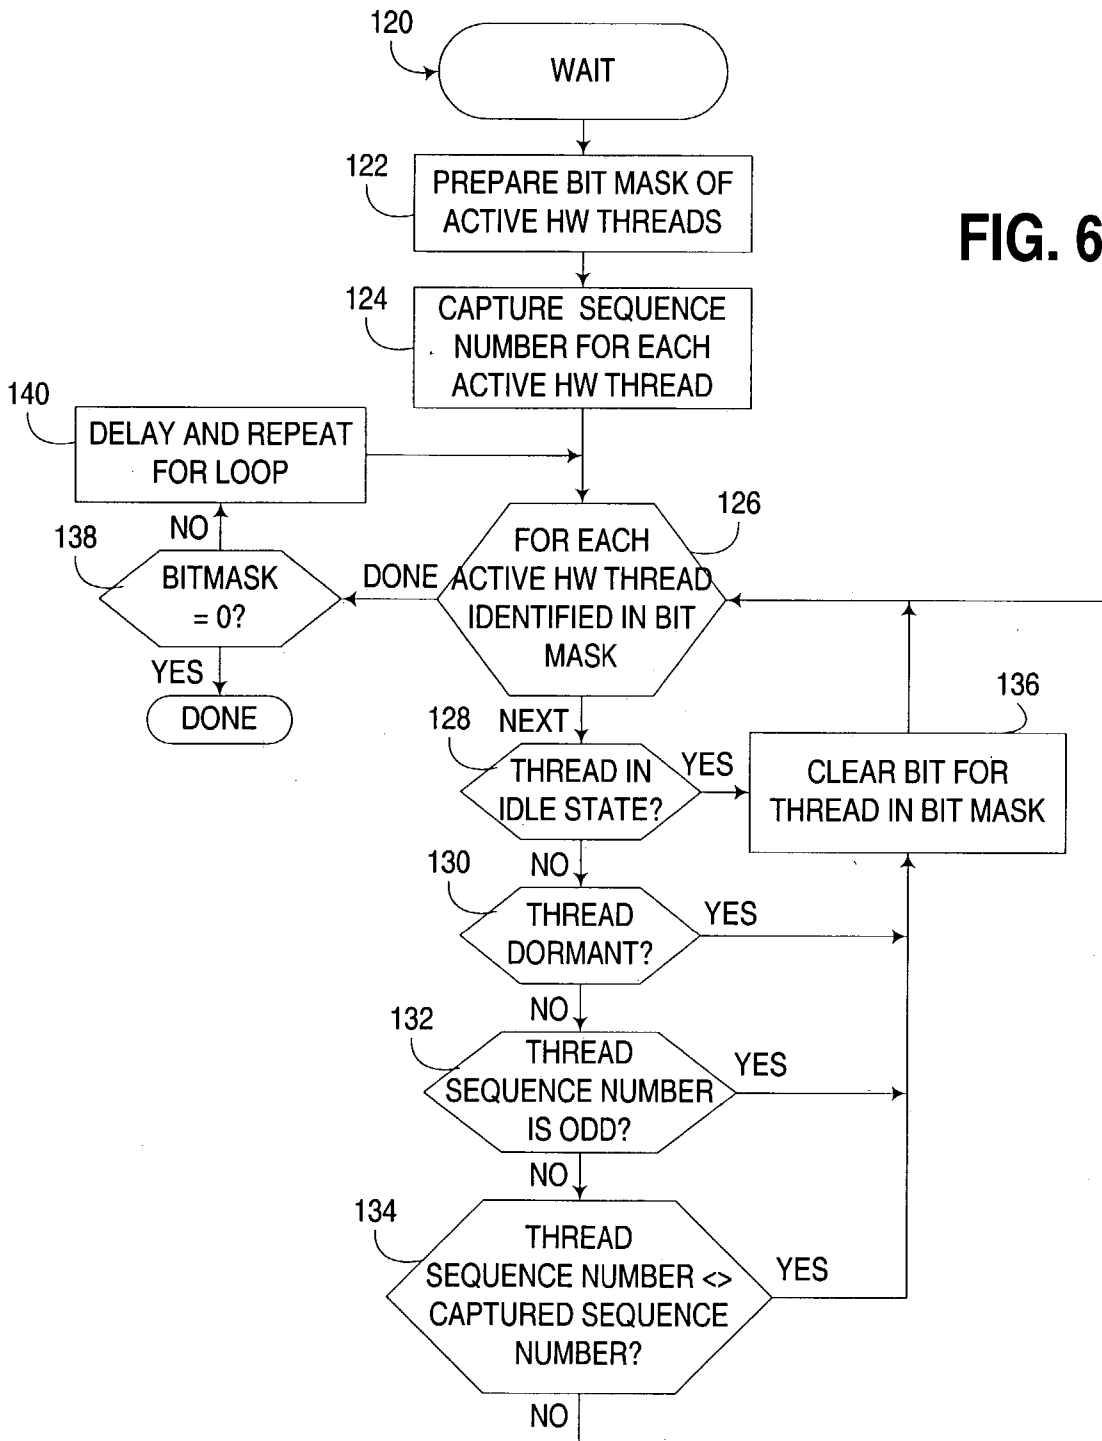 120
WAIT
122
PREPARE BIT MASK OF
ACTIVE HW THREADS
FIG. 6
124
CAPTURE SEQUENCE
NUMBER FOR EACH
ACTIVE HW THREAD
140
DELAY AND REPEAT
FOR LOOP
126
FOR EACH
ACTIVE HW THREAD
IDENTIFIED IN BIT
MASK
NO
138
BITMASK
= 0?
DONE
YES
DONE
NEXT
128
THREAD IN
IDLE STATE?
YES
136
CLEAR BIT FOR
THREAD IN BIT MASK
NO
130
THREAD
DORMANT?
YES
NO
132
THREAD
SEQUENCE NUMBER
IS ODD?
YES
NO
134
THREAD
SEQUENCE NUMBER <>
CAPTURED SEQUENCE
NUMBER?
YES
NO